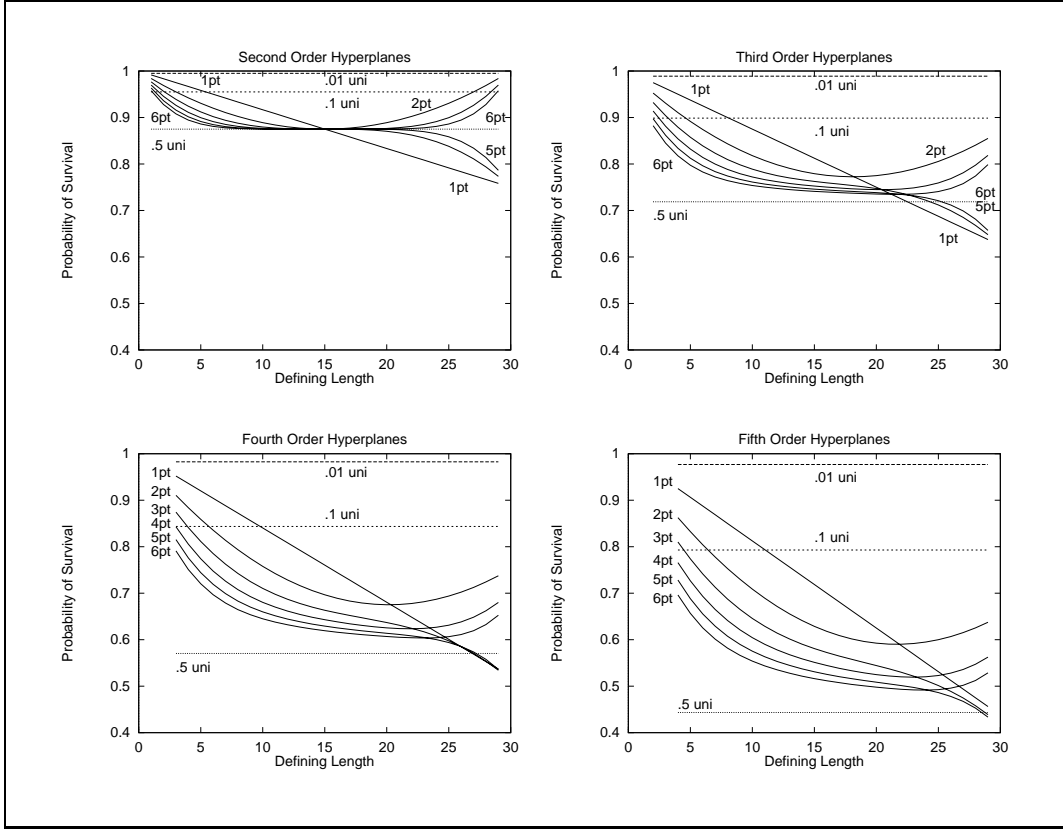 Second Order Hyperplanes
Probability of Survival
1
0.9
0.8
0.7
0.6
0.5
0.4
1pt
.01 uni
.1 uni
2pt
6pt
6pt
.5 uni
5pt
1pt
0 5 10 15 20 25 30
Defining Length
Third Order Hyperplanes
Probability of Survival
1
0.9
0.8
0.7
0.6
0.5
0.4
1pt
.01 uni
.1 uni
2pt
6pt
6pt
5pt
.5 uni
1pt
0 5 10 15 20 25 30
Defining Length
Fourth Order Hyperplanes
Probability of Survival
1
0.9
0.8
0.7
0.6
0.5
0.4
1pt
.01 uni
2pt
3pt
.1 uni
4pt
5pt
6pt
.5 uni
0 5 10 15 20 25 30
Defining Length
Fifth Order Hyperplanes
Probability of Survival
1
0.9
0.8
0.7
0.6
0.5
0.4
.01 uni
1pt
2pt
3pt
.1 uni
4pt
5pt
6pt
.5 uni
0 5 10 15 20 25 30
Defining Length